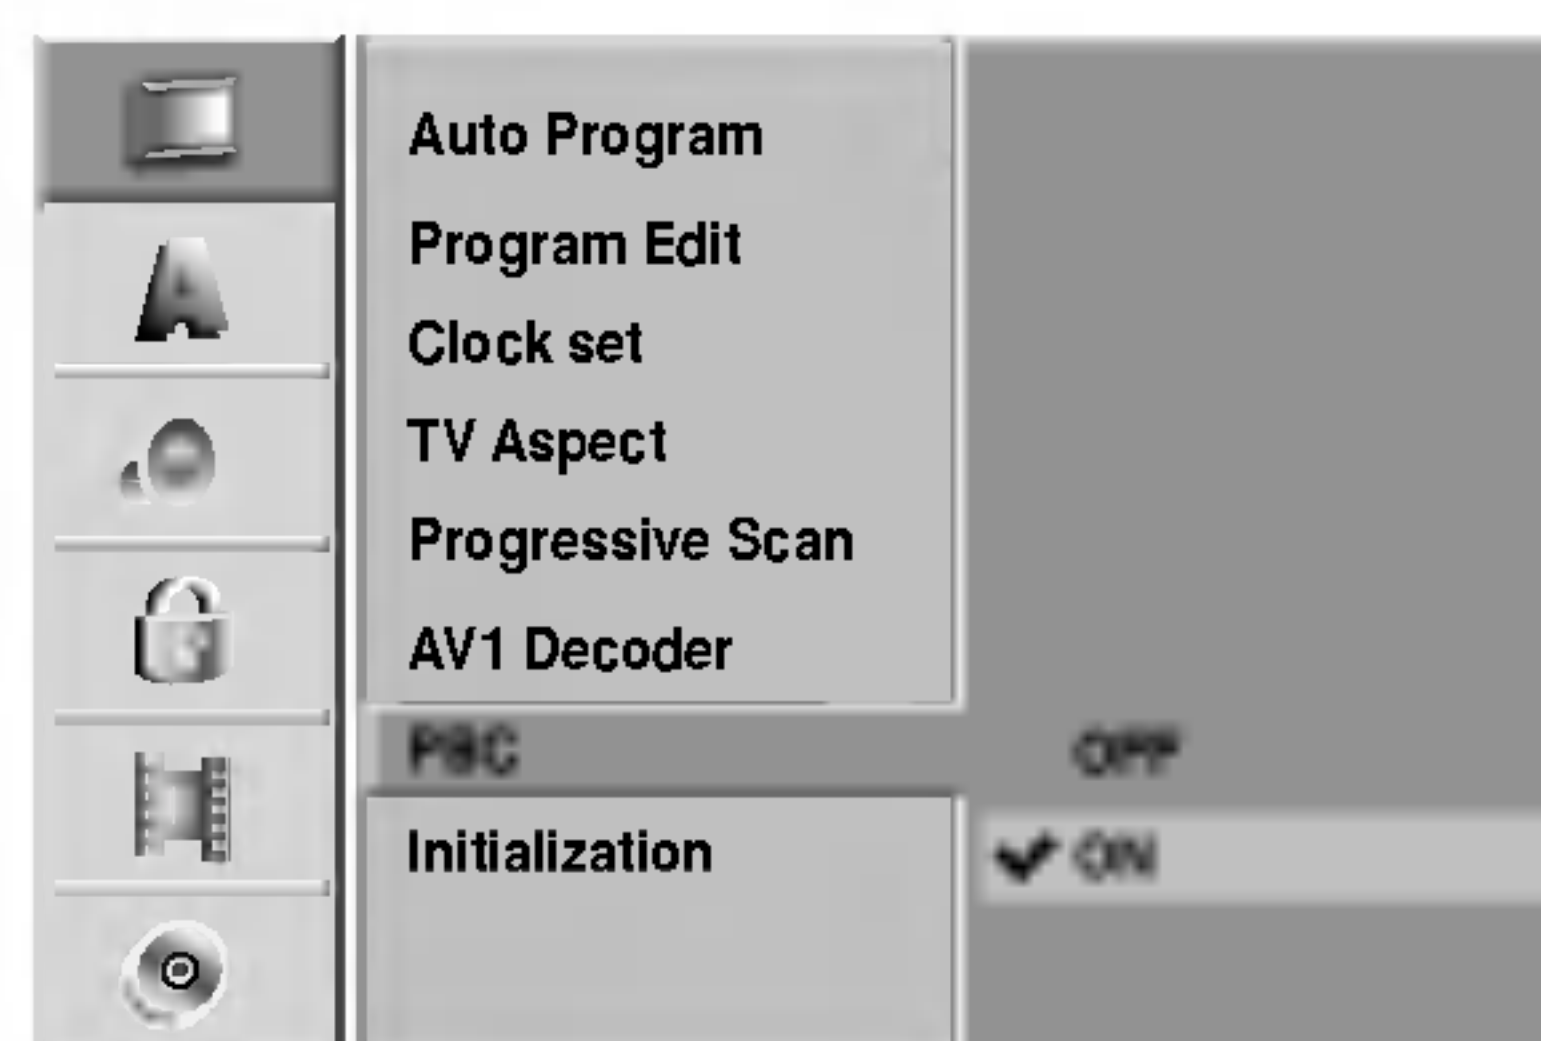 Auto Program
Program Edit
Clock set
TV Aspect
Progressive Scan
AV1 Decoder
PBC OFF
Initialization ✔ ON